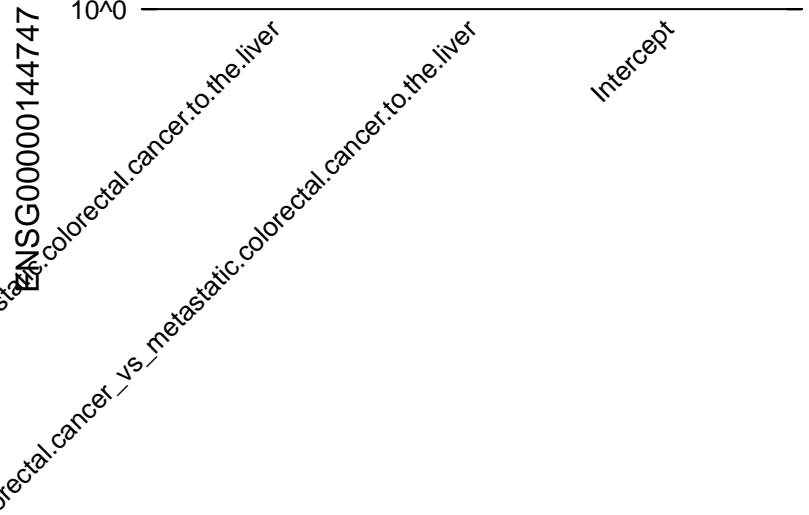 10^0
ENSG00000144747
static.colorectal.cancer.to.the.liver
orectal.cancer_vs_metastatic.colorectal.cancer.to.the.liver
Intercept